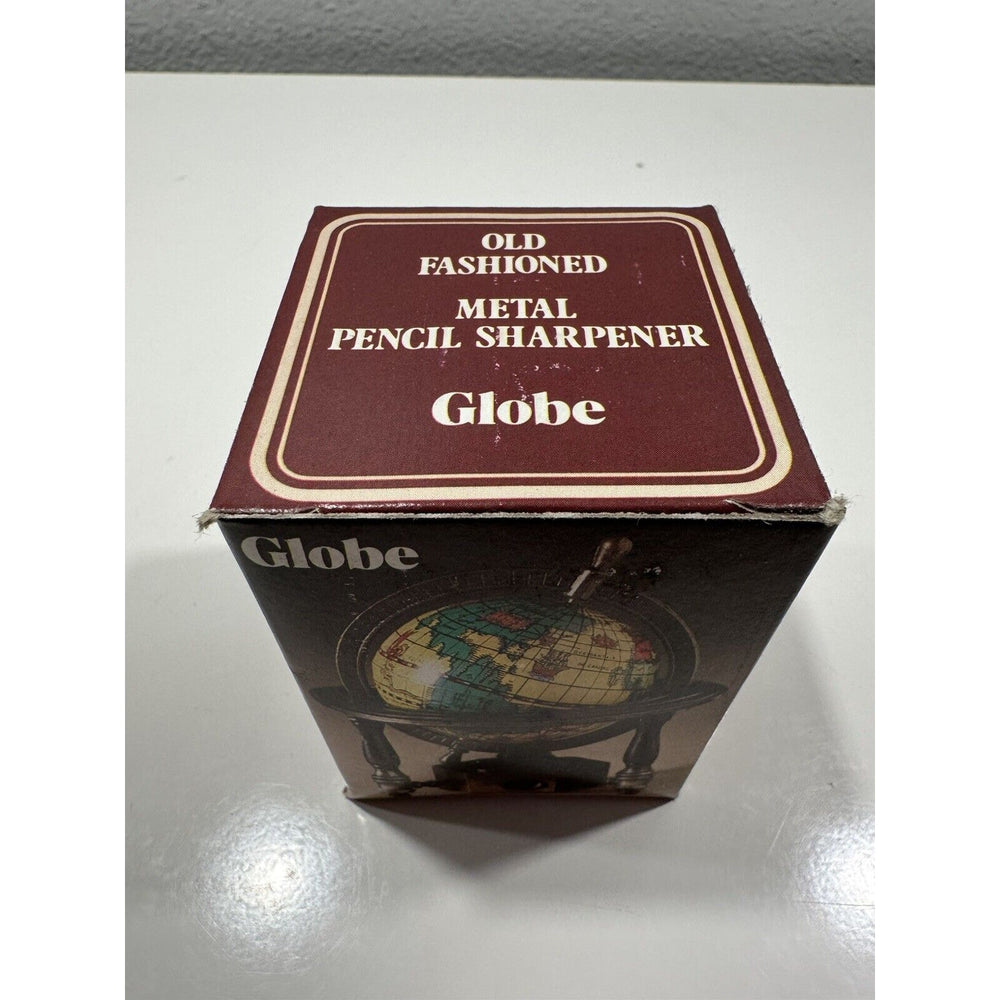 OLD
FASHIONED
METAL
PENCIL SHARPENER
Globe
Globe